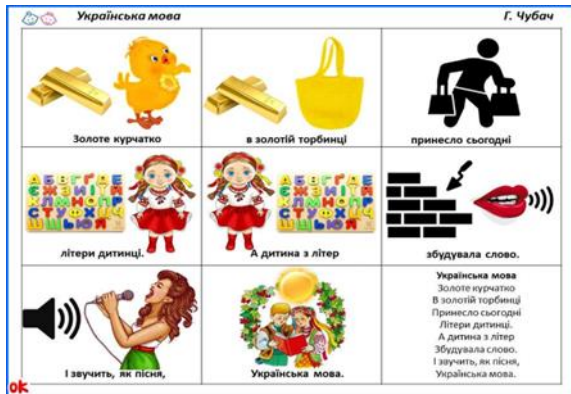 Українська мова
Г. Чубач
Золоте курчатко
в золотій торбинці
принесло сьогодні
літери дитинці.
А дитина з літер
збудувала слово.
І звучить, як пісня,
Українська мова.
Українська мова
Золоте курчатко
В золотій торбинці
Принесло сьогодні
Літери дитинці.
А дитина з літер
Збудувала слово.
І звучить, як пісня,
Українська мова.
ok